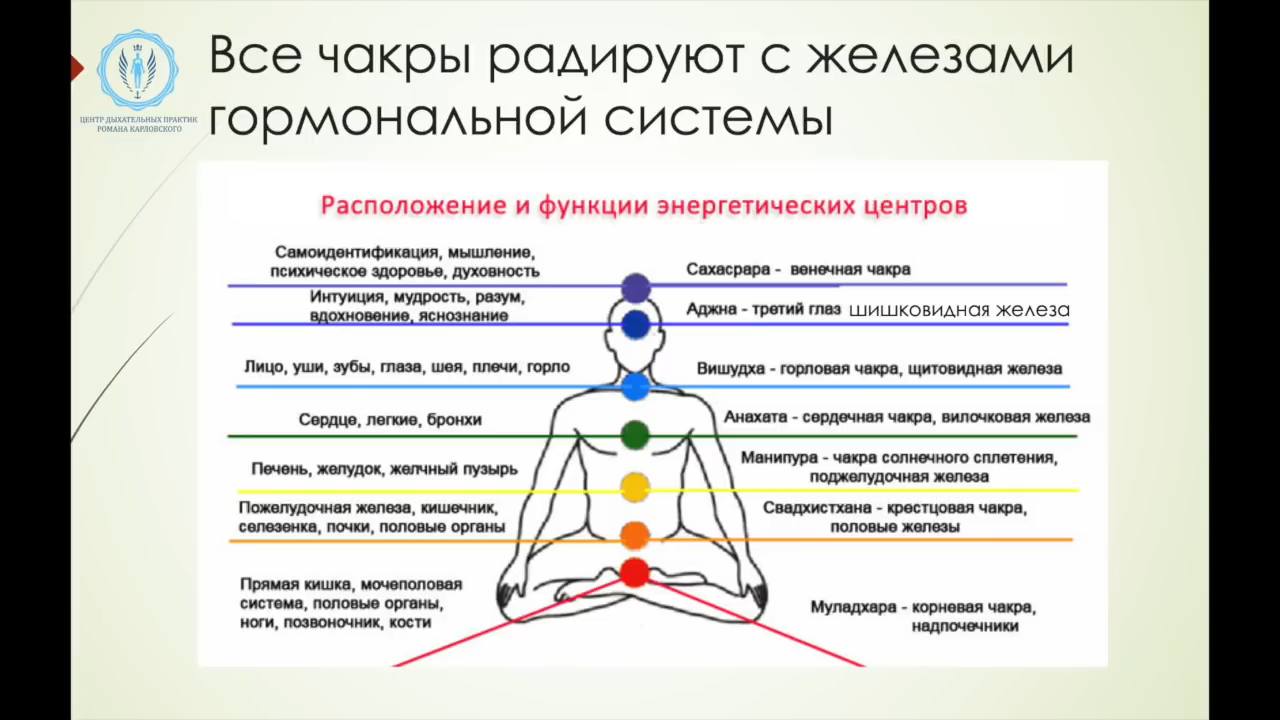 Все чакры радируют с железами
гормональной системы
ЦЕНТР ДЫХАТЕЛЬНЫХ ПРАКТИК
РОМАНА КАРЛОВСКОГО
Расположение и функции энергетических центров
Самоидентификация, мышление,
психическое здоровье, духовность
Сахасрара - венечная чакра
Интуиция, мудрость, разум,
вдохновение, яснознание
Аджна - третий глаз шишковидная железа
Лицо, уши, зубы, глаза, шея, плечи, горло
Вишудха - горловая чакра, щитовидная железа
Сердце, легкие, бронхи
Анахата - сердечная чакра, вилочковая железа
Печень, желудок, желчный пузырь
Манипура - чакра солнечного сплетения,
поджелудочная железа
Пожелудочная железа, кишечник,
селезенка, почки, половые органы
Свадхистхана - крестцовая чакра,
половые железы
Прямая кишка, мочеполовая
система, половые органы,
ноги, позвоночник, кости
Муладхара - корневая чакра,
надпочечники